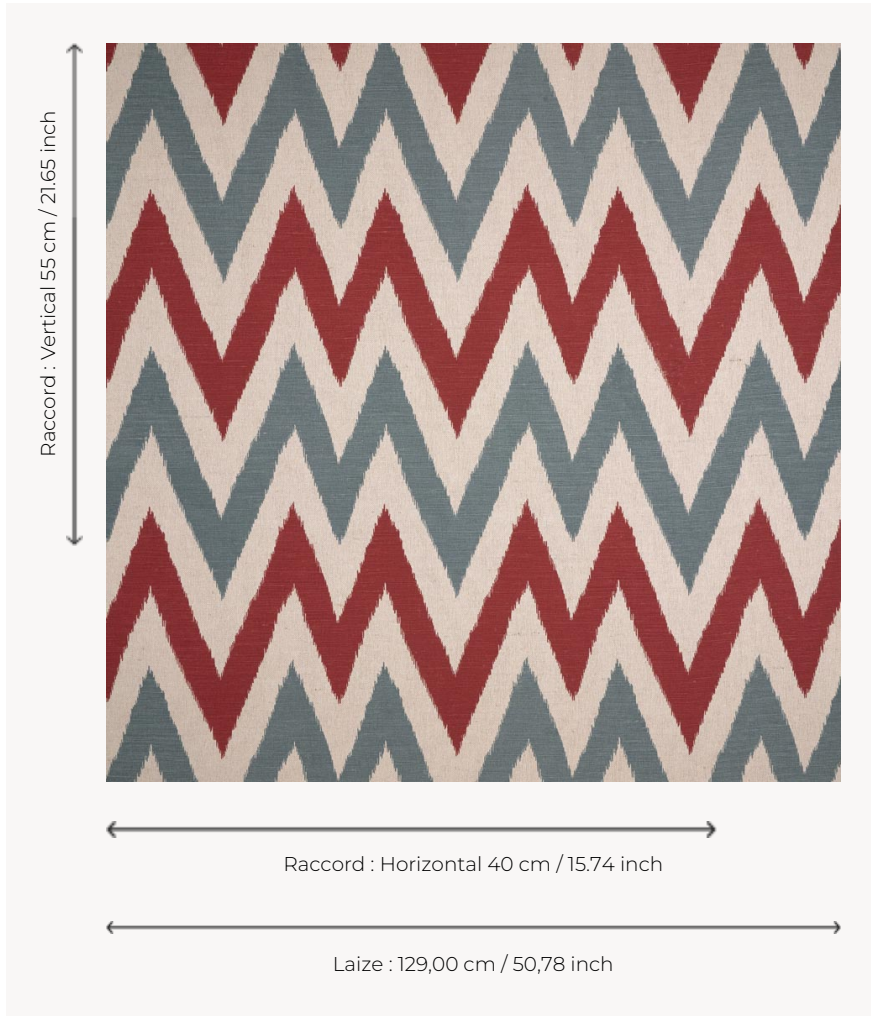 Raccord : Vertical 55 cm / 21.65 inch
Raccord : Horizontal 40 cm / 15.74 inch
Laize : 129,00 cm / 50,78 inch